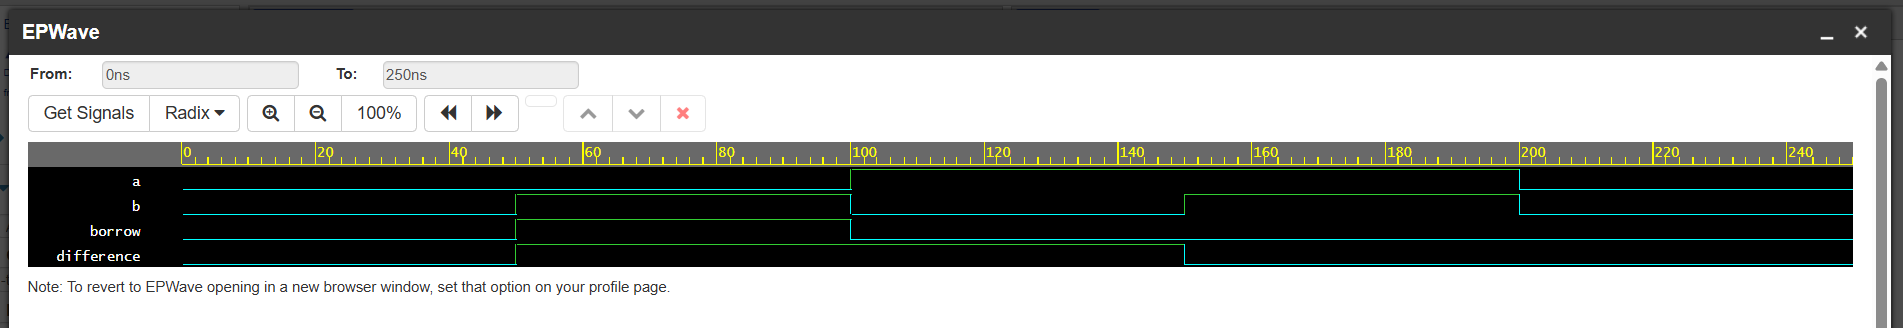 EPWave
From: 0ns To: 250ns
Get Signals Radix 100%
0 20 40 60 80 100 120 140 160 180 200 220 240
a
b
borrow
difference
Note: To revert to EPWave opening in a new browser window, set that option on your profile page.